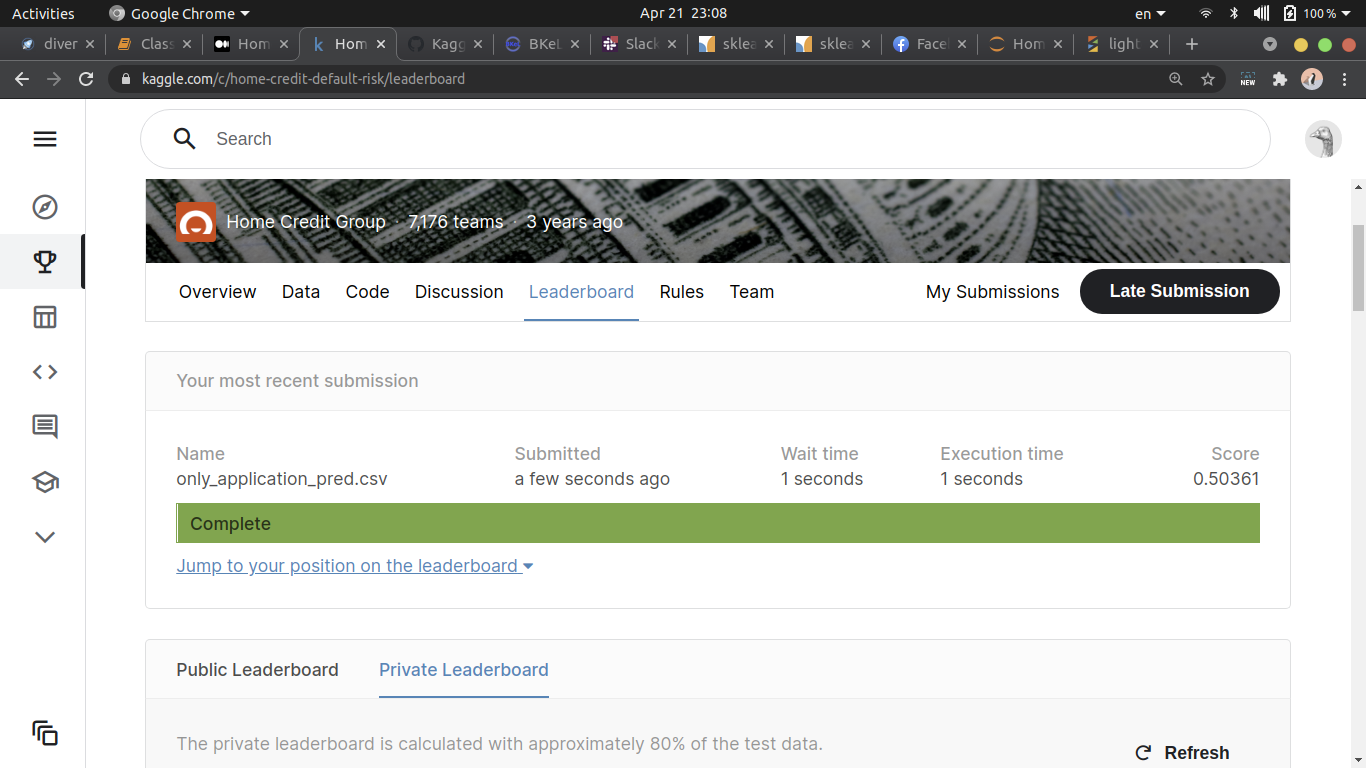 Activities Google Chrome Apr 21 23:08 en 100 %
diver Class Hom Hom Kagg BKeL Slack sklea sklea Face Hom light
kaggle.com/c/home-credit-default-risk/leaderboard NEW
Search
Home Credit Group · 7,176 teams · 3 years ago
Overview Data Code Discussion Leaderboard Rules Team My Submissions Late Submission
Your most recent submission
Name Submitted Wait time Execution time Score
only_application_pred.csv a few seconds ago 1 seconds 1 seconds 0.50361
Complete
Jump to your position on the leaderboard
Public Leaderboard Private Leaderboard
The private leaderboard is calculated with approximately 80% of the test data.
Refresh